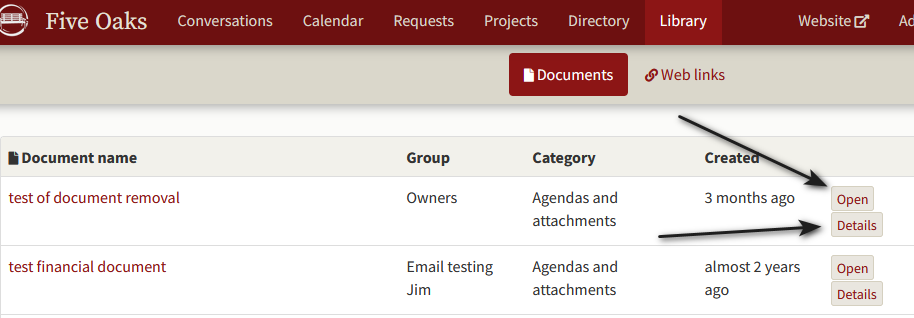 Five Oaks Conversations Calendar Requests Projects Directory Library Website Ad
Documents Web links
Document name Group Category Created
test of document removal Owners Agendas and 3 months ago Open
attachments Details
test financial document Email testing Agendas and almost 2 years Open
Jim attachments ago Details